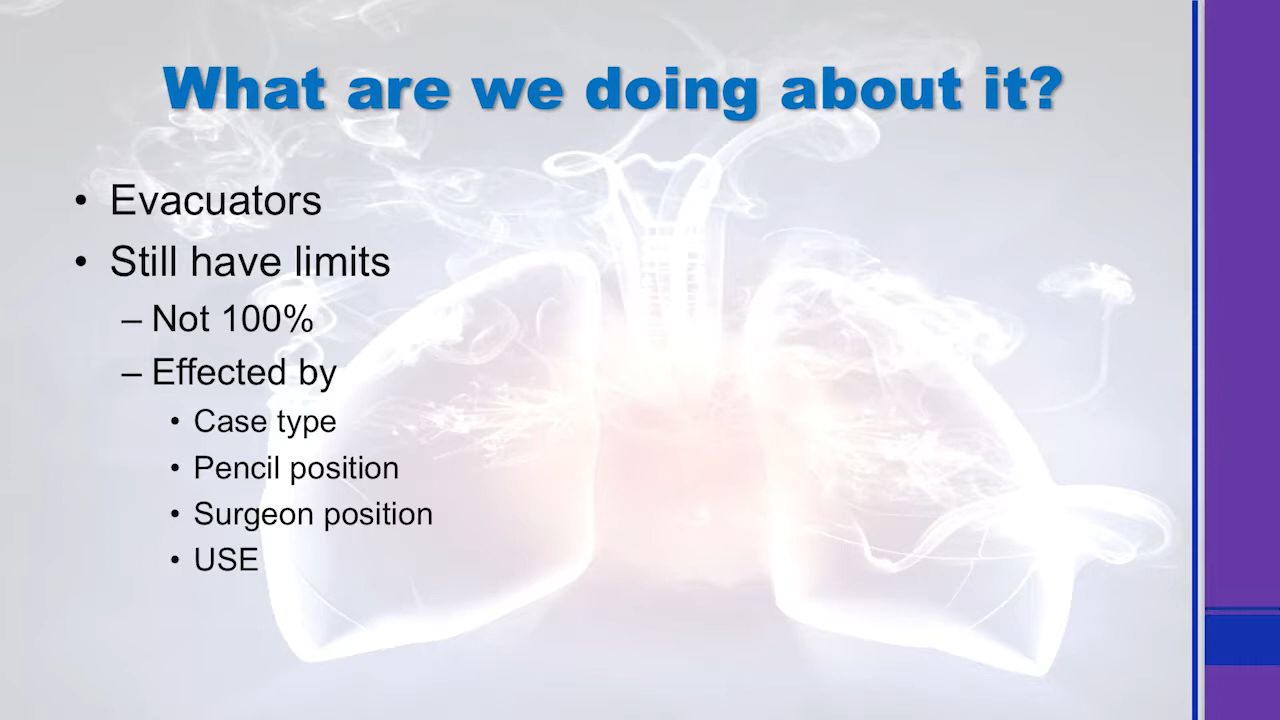 What are we doing about it?
• Evacuators
• Still have limits
– Not 100%
– Effected by
• Case type
• Pencil position
• Surgeon position
• USE